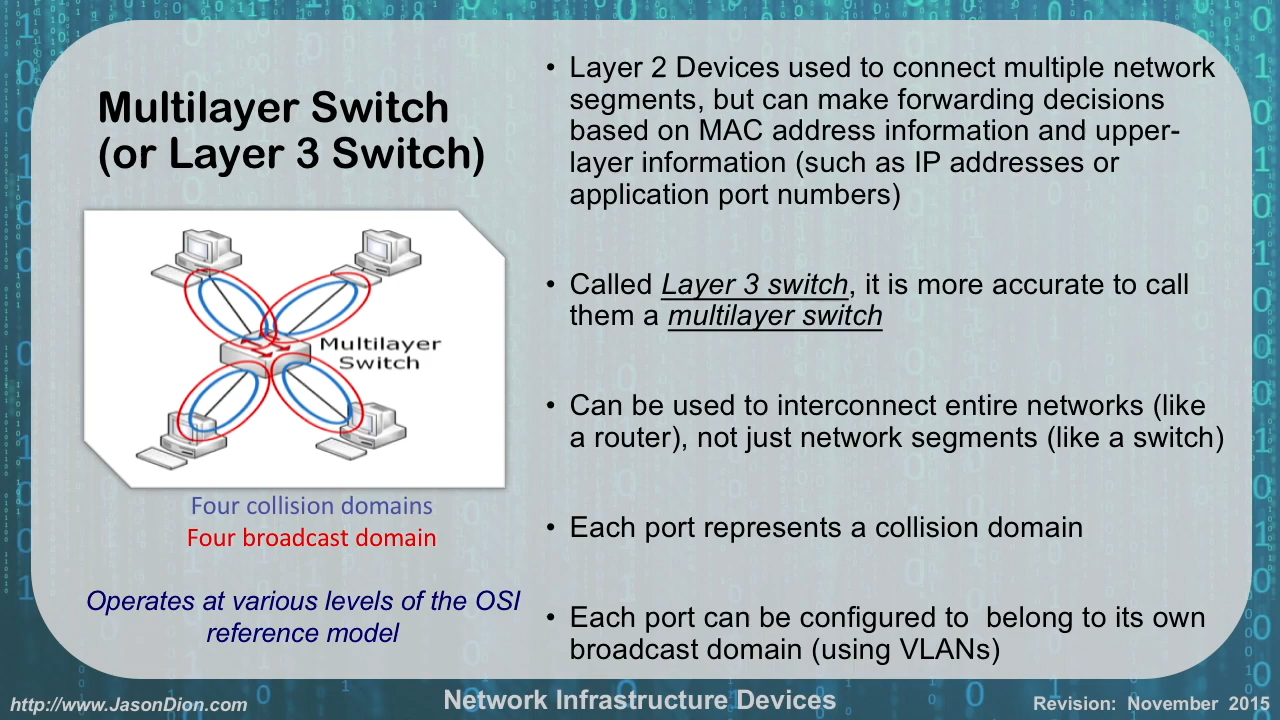 Multilayer Switch
(or Layer 3 Switch)
Multilayer
Switch
Four collision domains
Four broadcast domain
Operates at various levels of the OSI
reference model
• Layer 2 Devices used to connect multiple network
segments, but can make forwarding decisions
based on MAC address information and upper-
layer information (such as IP addresses or
application port numbers)
• Called Layer 3 switch, it is more accurate to call
them a multilayer switch
• Can be used to interconnect entire networks (like
a router), not just network segments (like a switch)
• Each port represents a collision domain
• Each port can be configured to  belong to its own
broadcast domain (using VLANs)
http://www.JasonDion.com
Network Infrastructure Devices
Revision:  November  2015